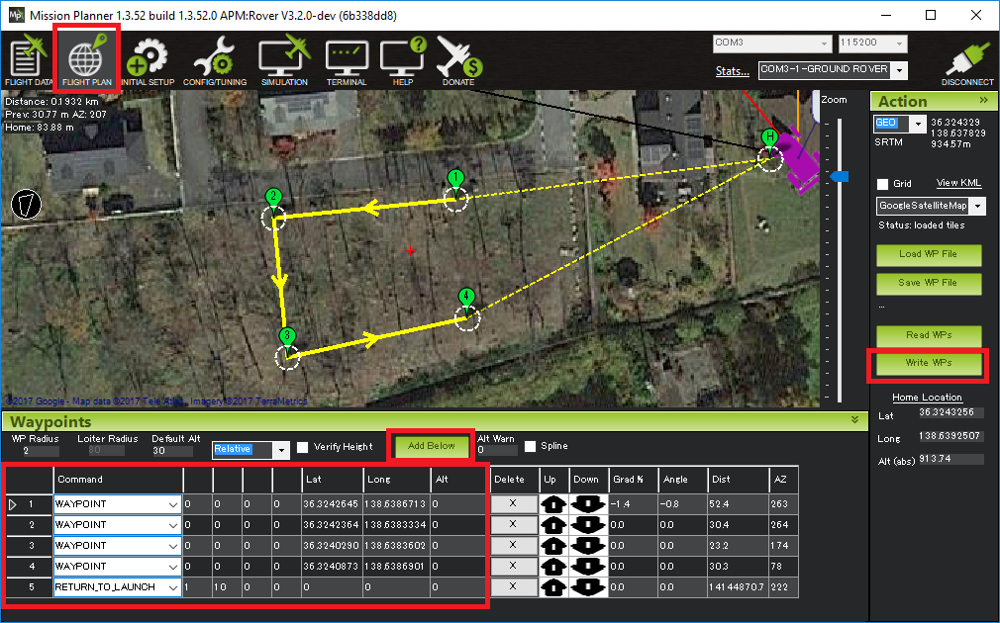 Mission Planner 1.3.52 build 1.3.52.0 APM:Rover V3.2.0-dev (6b338dd8)
FLIGHT DATA FLIGHT PLAN INITIAL SETUP CONFIG/TUNING SIMULATION TERMINAL HELP DONATE
COM3 115200
Stats... COM3-1-GROUND ROVER
DISCONNECT
Distance: 0.1932 km
Prev: 30.77 m AZ: 207
Home: 83.88 m
Zoom
H
1
2
3
4
©2017 Google - Map data ©2017 Tele Atlas, Imagery ©2017 TerraMetrics
Action »
GEO 36.324329
138.637829
SRTM 934.57m
Grid View KML
GoogleSatelliteMap
Status: loaded tiles
Load WP File
Save WP File
...
Read WPs
Write WPs
Home Location
Lat 36.3243256
Long 138.6392507
Alt (abs) 913.74
Waypoints
WP Radius Loiter Radius Default Alt Alt Warn
2 80 30 Relative Verify Height Add Below 0 Spline
Command Lat Long Alt Delete Up Down Grad % Angle Dist AZ
1 WAYPOINT 0 0 0 0 36.3242645 138.6386713 0 X -1.4 -0.8 52.4 263
2 WAYPOINT 0 0 0 0 36.3242364 138.6383334 0 X 0.0 0.0 30.4 264
3 WAYPOINT 0 0 0 0 36.3240290 138.6383602 0 X 0.0 0.0 23.2 174
4 WAYPOINT 0 0 0 0 36.3240873 138.6386901 0 X 0.0 0.0 30.3 78
5 RETURN_TO_LAUNCH 1 10 0 0 0 0 0 X 0.0 0.0 14144870.7 222